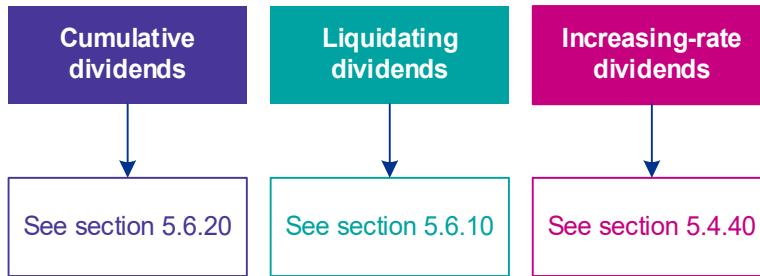 Cumulative
dividends
Liquidating
dividends
Increasing-rate
dividends
See section 5.6.20
See section 5.6.10
See section 5.4.40